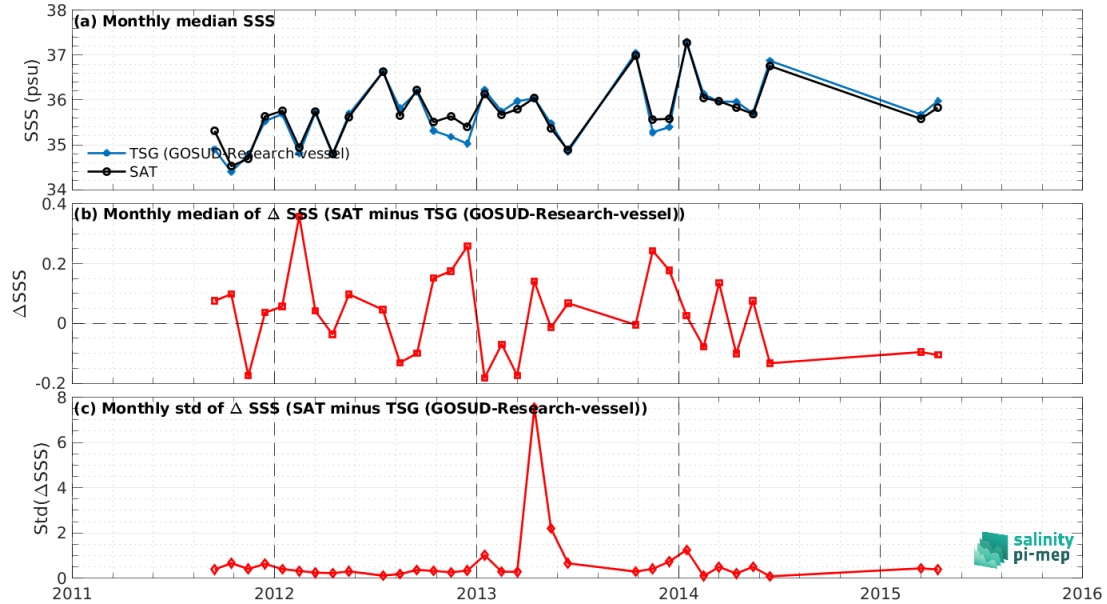 38
(a) Monthly median SSS
37
36
35
34
SSS (psu)
TSG (GOSUD-Research-vessel)
SAT
0.4
(b) Monthly median of Δ SSS (SAT minus TSG (GOSUD-Research-vessel))
0.2
0
-0.2
ΔSSS
8
(c) Monthly std of Δ SSS (SAT minus TSG (GOSUD-Research-vessel))
6
4
2
0
Std(ΔSSS)
salinity
pi-mep
2011 2012 2013 2014 2015 2016